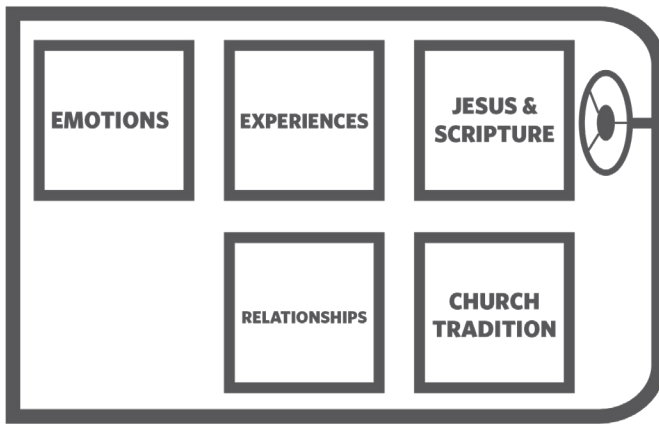 EMOTIONS
EXPERIENCES
JESUS &
SCRIPTURE
RELATIONSHIPS
CHURCH
TRADITION